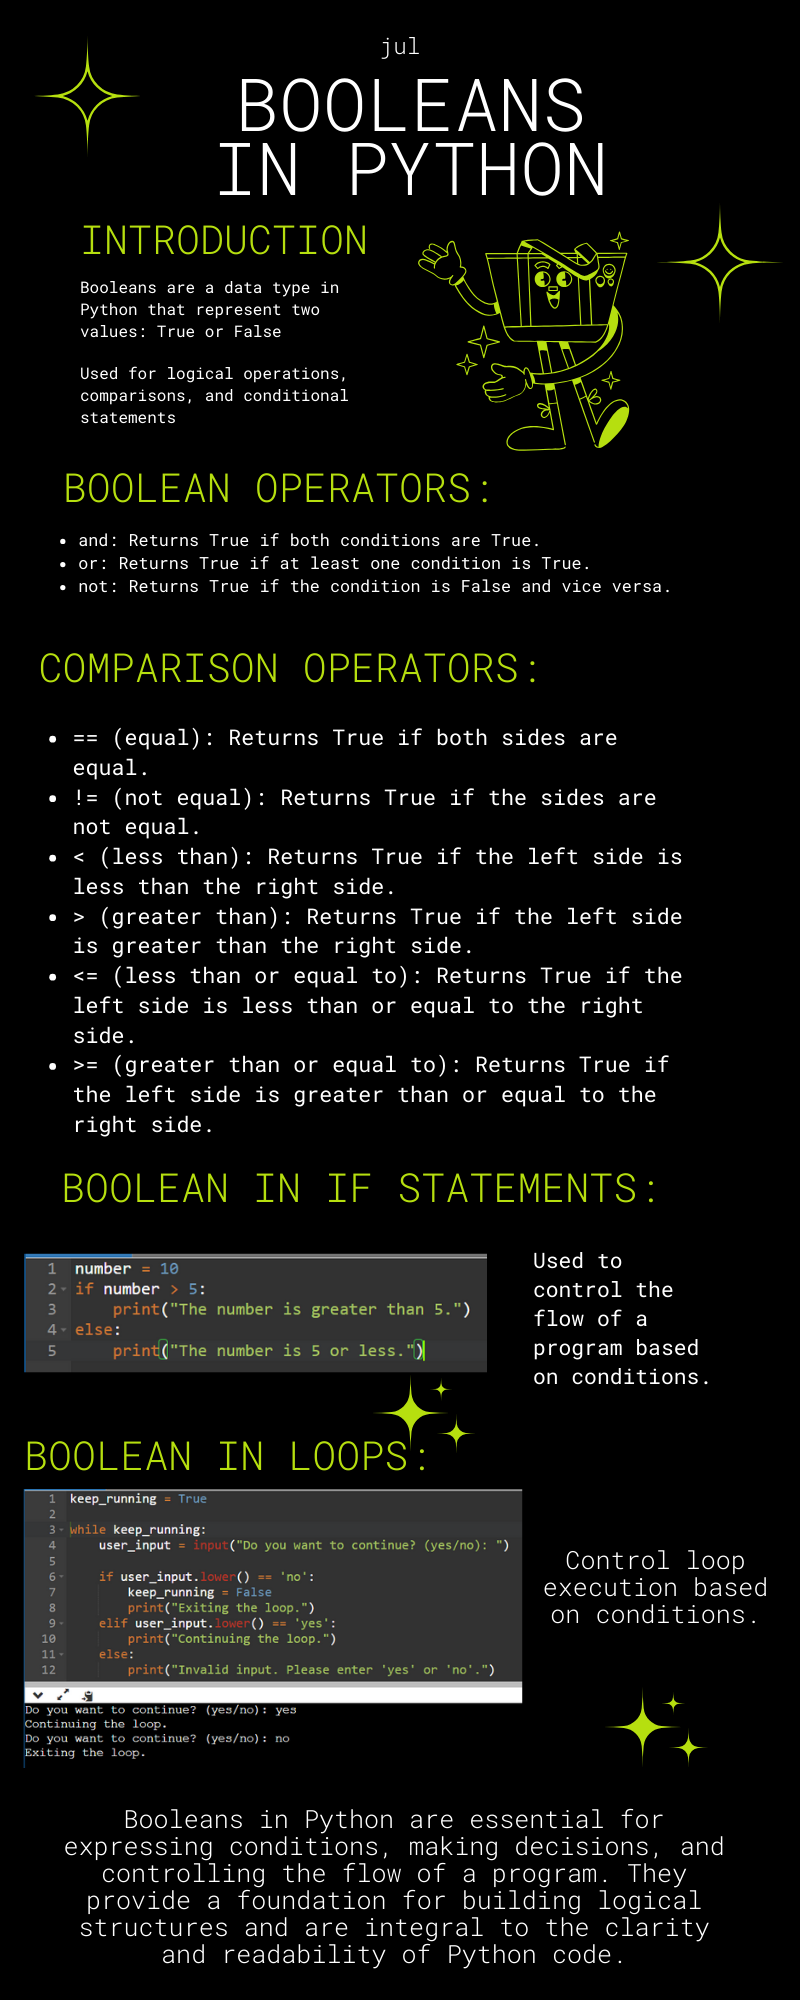 jul
BOOLEANS
IN PYTHON
INTRODUCTION
Booleans are a data type in
Python that represent two
values: True or False
Used for logical operations,
comparisons, and conditional
statements
BOOLEAN OPERATORS:
• and: Returns True if both conditions are True.
• or: Returns True if at least one condition is True.
• not: Returns True if the condition is False and vice versa.
COMPARISON OPERATORS:
• == (equal): Returns True if both sides are
equal.
• != (not equal): Returns True if the sides are
not equal.
• < (less than): Returns True if the left side is
less than the right side.
• > (greater than): Returns True if the left side
is greater than the right side.
• <= (less than or equal to): Returns True if the
left side is less than or equal to the right
side.
• >= (greater than or equal to): Returns True if
the left side is greater than or equal to the
right side.
BOOLEAN IN IF STATEMENTS:
1 number = 10
2 if number > 5:
3     print("The number is greater than 5.")
4 else:
5     print("The number is 5 or less.")
Used to
control the
flow of a
program based
on conditions.
BOOLEAN IN LOOPS:
1 keep_running = True
2
3 while keep_running:
4     user_input = input("Do you want to continue? (yes/no): ")
5
6     if user_input.lower() == 'no':
7         keep_running = False
8         print("Exiting the loop.")
9     elif user_input.lower() == 'yes':
10         print("Continuing the loop.")
11     else:
12         print("Invalid input. Please enter 'yes' or 'no'.")
Do you want to continue? (yes/no): yes
Continuing the loop.
Do you want to continue? (yes/no): no
Exiting the loop.
Control loop
execution based
on conditions.
Booleans in Python are essential for
expressing conditions, making decisions, and
controlling the flow of a program. They
provide a foundation for building logical
structures and are integral to the clarity
and readability of Python code.